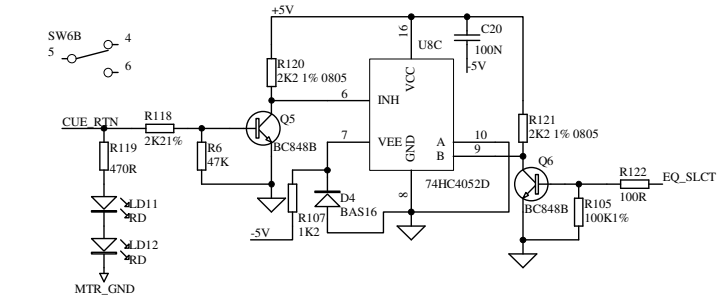 +5V
SW6B
4
5
6
16
U8C
C20
100N
-5V
VCC
R120
2K2 1% 0805
6
INH
CUE_RTN
R118
2K21%
Q5
BC848B
R119
470R
R6
47K
7
VEE
GND
A
B
10
9
8
74HC4052D
R121
2K2 1% 0805
Q6
BC848B
R122
100R
EQ_SLCT
R105
100K1%
D4
BAS16
R107
1K2
-5V
LD11
RD
LD12
RD
MTR_GND